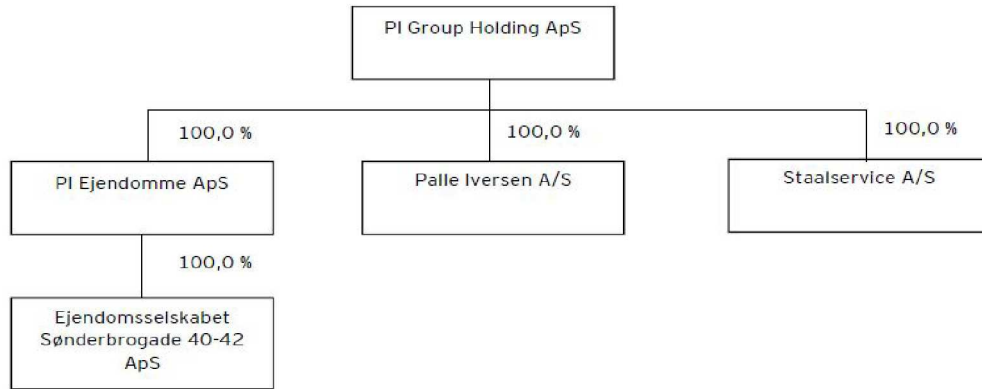 PI Group Holding ApS
100,0 %
100,0 %
100,0 %
PI Ejendomme ApS
Palle Iversen A/S
Staalservice A/S
100,0 %
Ejendomsselskabet
Sønderbrogade 40-42
ApS